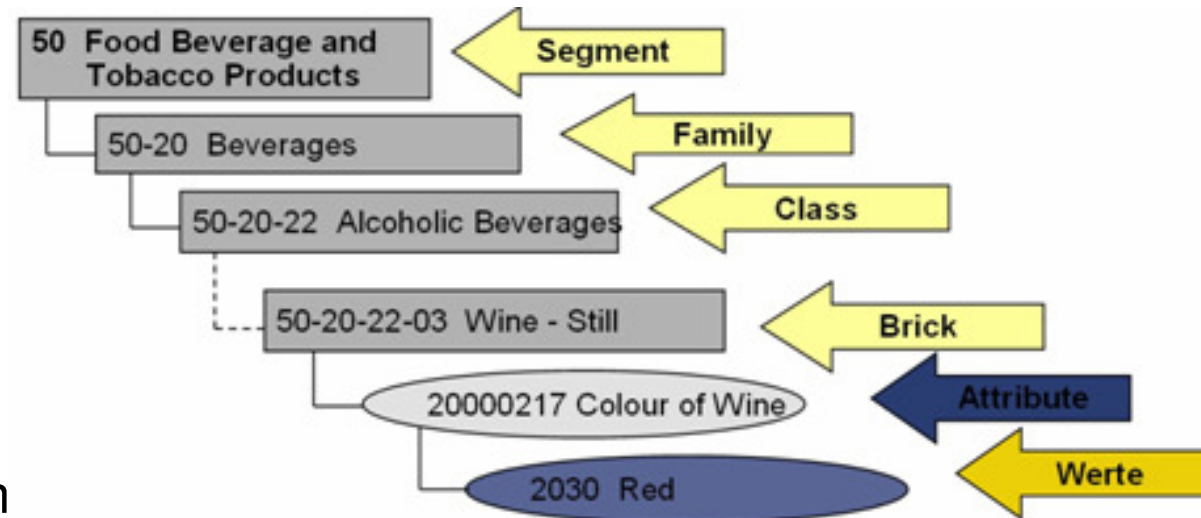 50 Food Beverage and
Tobacco Products
Segment
50-20 Beverages
Family
50-20-22 Alcoholic Beverages
Class
50-20-22-03 Wine - Still
Brick
20000217 Colour of Wine
Attribute
2030 Red
Werte
n